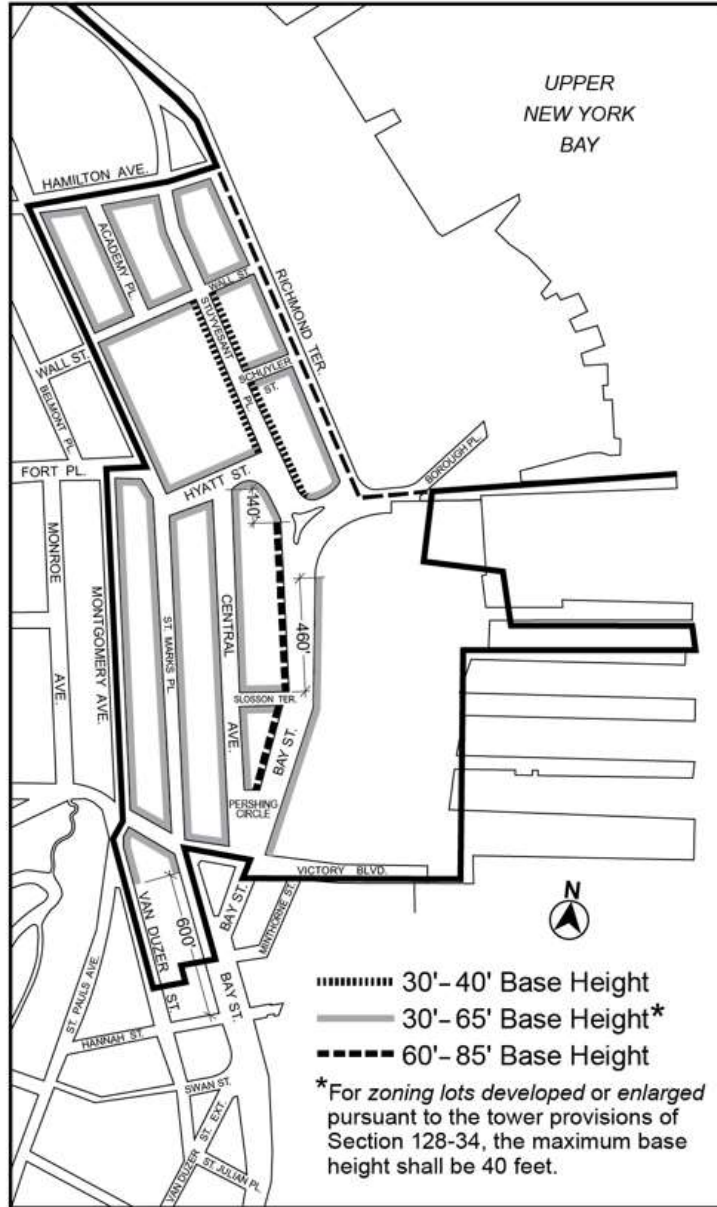 UPPER
NEW YORK
BAY
HAMILTON AVE.
ACADEMY PL.
RICHMOND TER.
WALL ST.
STUYVESANT PL.
SCHUYLER
ST.
WALL ST.
BELMONT PL.
BOROUGH PL.
FORT PL.
HYATT ST.
140'
MONROE AVE.
MONTGOMERY AVE.
ST. MARKS PL.
CENTRAL AVE.
460'
SLOSSON TER.
BAY ST.
PERSHING
CIRCLE
VICTORY BLVD.
BAY ST.
MINTHORNE ST.
VAN DUZER ST.
600'
BAY ST.
ST. PAULS AVE.
HANNAH ST.
SWAN ST.
VAN DUZER ST. EXT.
ST. JULIAN PL.
N
30'-40' Base Height
30'-65' Base Height*
60'-85' Base Height
*For zoning lots developed or enlarged
pursuant to the tower provisions of
Section 128-34, the maximum base
height shall be 40 feet.